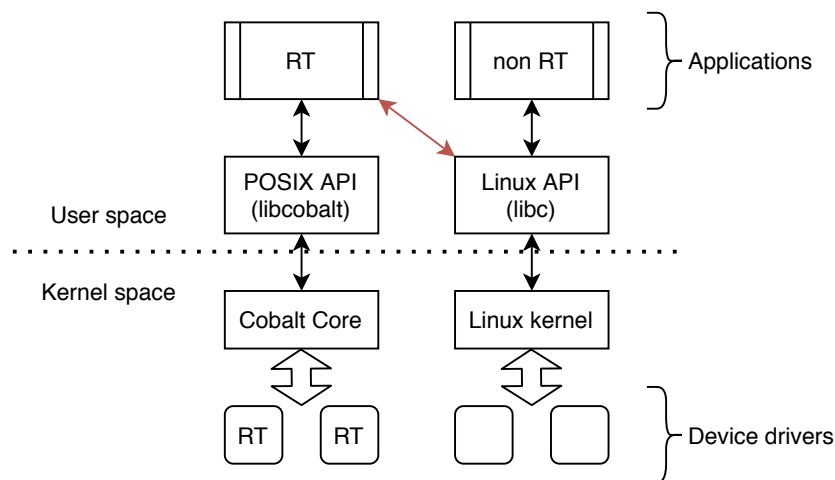 RT
non RT
Applications
POSIX API
(libcobalt)
Linux API
(libc)
User space
Kernel space
Cobalt Core
Linux kernel
RT
RT
Device drivers